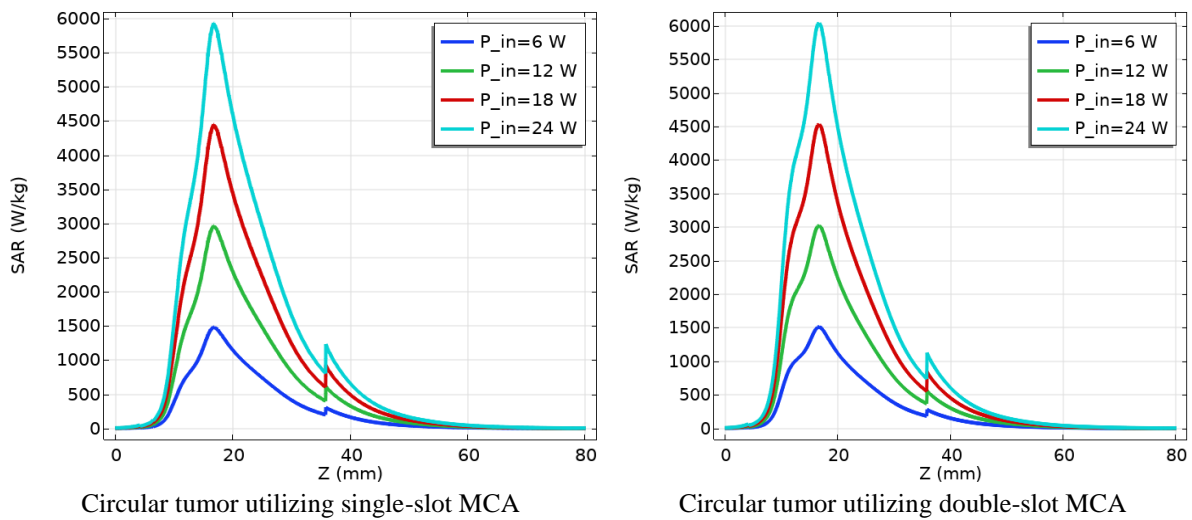 6000
5500
5000
4500
4000
3500
3000
2500
2000
1500
1000
500
0
SAR (W/kg)
P_in=6 W
P_in=12 W
P_in=18 W
P_in=24 W
0 20 40 60 80
Z (mm)
Circular tumor utilizing single-slot MCA
6000
5500
5000
4500
4000
3500
3000
2500
2000
1500
1000
500
0
SAR (W/kg)
P_in=6 W
P_in=12 W
P_in=18 W
P_in=24 W
0 20 40 60 80
Z (mm)
Circular tumor utilizing double-slot MCA